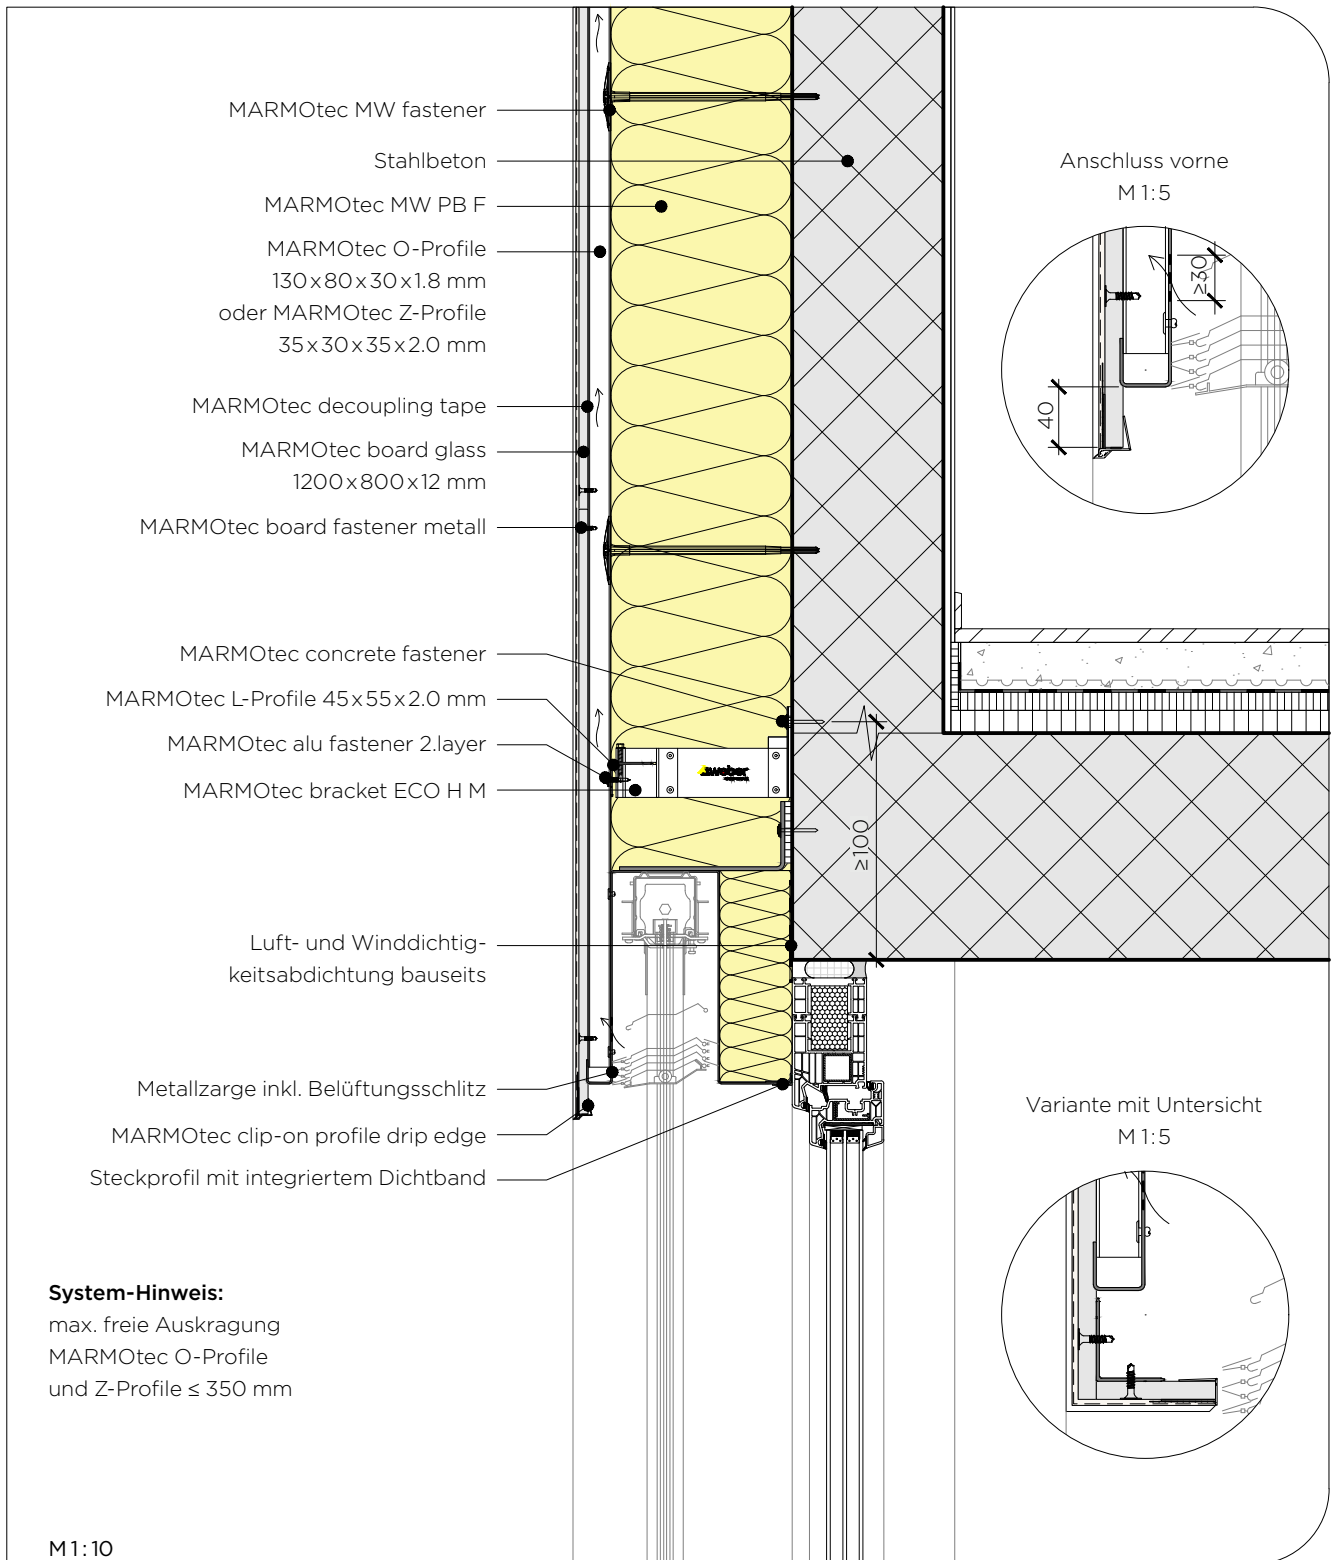 MARMOtec MW fastener
Stahlbeton
MARMOtec MW PB F
MARMOtec O-Profile
130x80x30x1.8 mm
oder MARMOtec Z-Profile
35x30x35x2.0 mm
MARMOtec decoupling tape
MARMOtec board glass
1200x800x12 mm
MARMOtec board fastener metall
MARMOtec concrete fastener
MARMOtec L-Profile 45x55x2.0 mm
MARMOtec alu fastener 2.layer
MARMOtec bracket ECO H M
weber
≥100
Luft- und Winddichtig-
keitsabdichtung bauseits
Metallzarge inkl. Belüftungsschlitz
MARMOtec clip-on profile drip edge
Steckprofil mit integriertem Dichtband
Anschluss vorne
M 1:5
≥30
40
Variante mit Untersicht
M 1:5
System-Hinweis:
max. freie Auskragung
MARMOtec O-Profile
und Z-Profile ≤ 350 mm
M 1:10